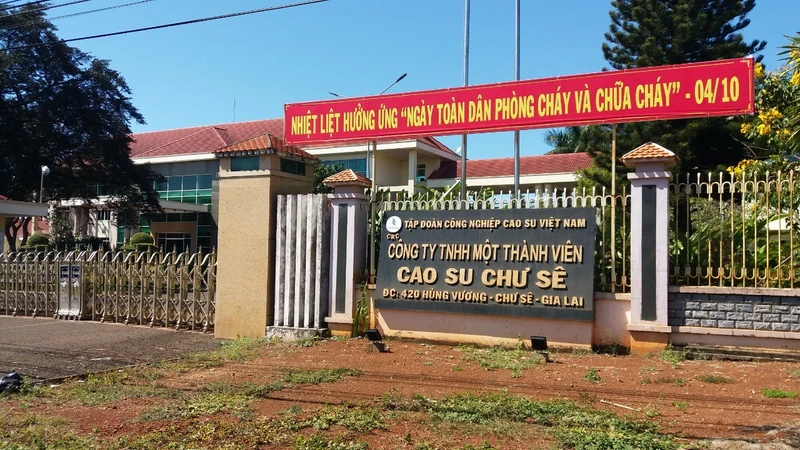 NHIỆT LIỆT HƯỞNG ỨNG "NGÀY TOÀN DÂN PHÒNG CHÁY VÀ CHỮA CHÁY" - 04/10
TẬP ĐOÀN CÔNG NGHIỆP CAO SU VIỆT NAM
CRC
CÔNG TY TNHH MỘT THÀNH VIÊN
CAO SU CHƯ SÊ
ĐC: 420 HÙNG VƯƠNG - CHƯ SÊ - GIA LAI